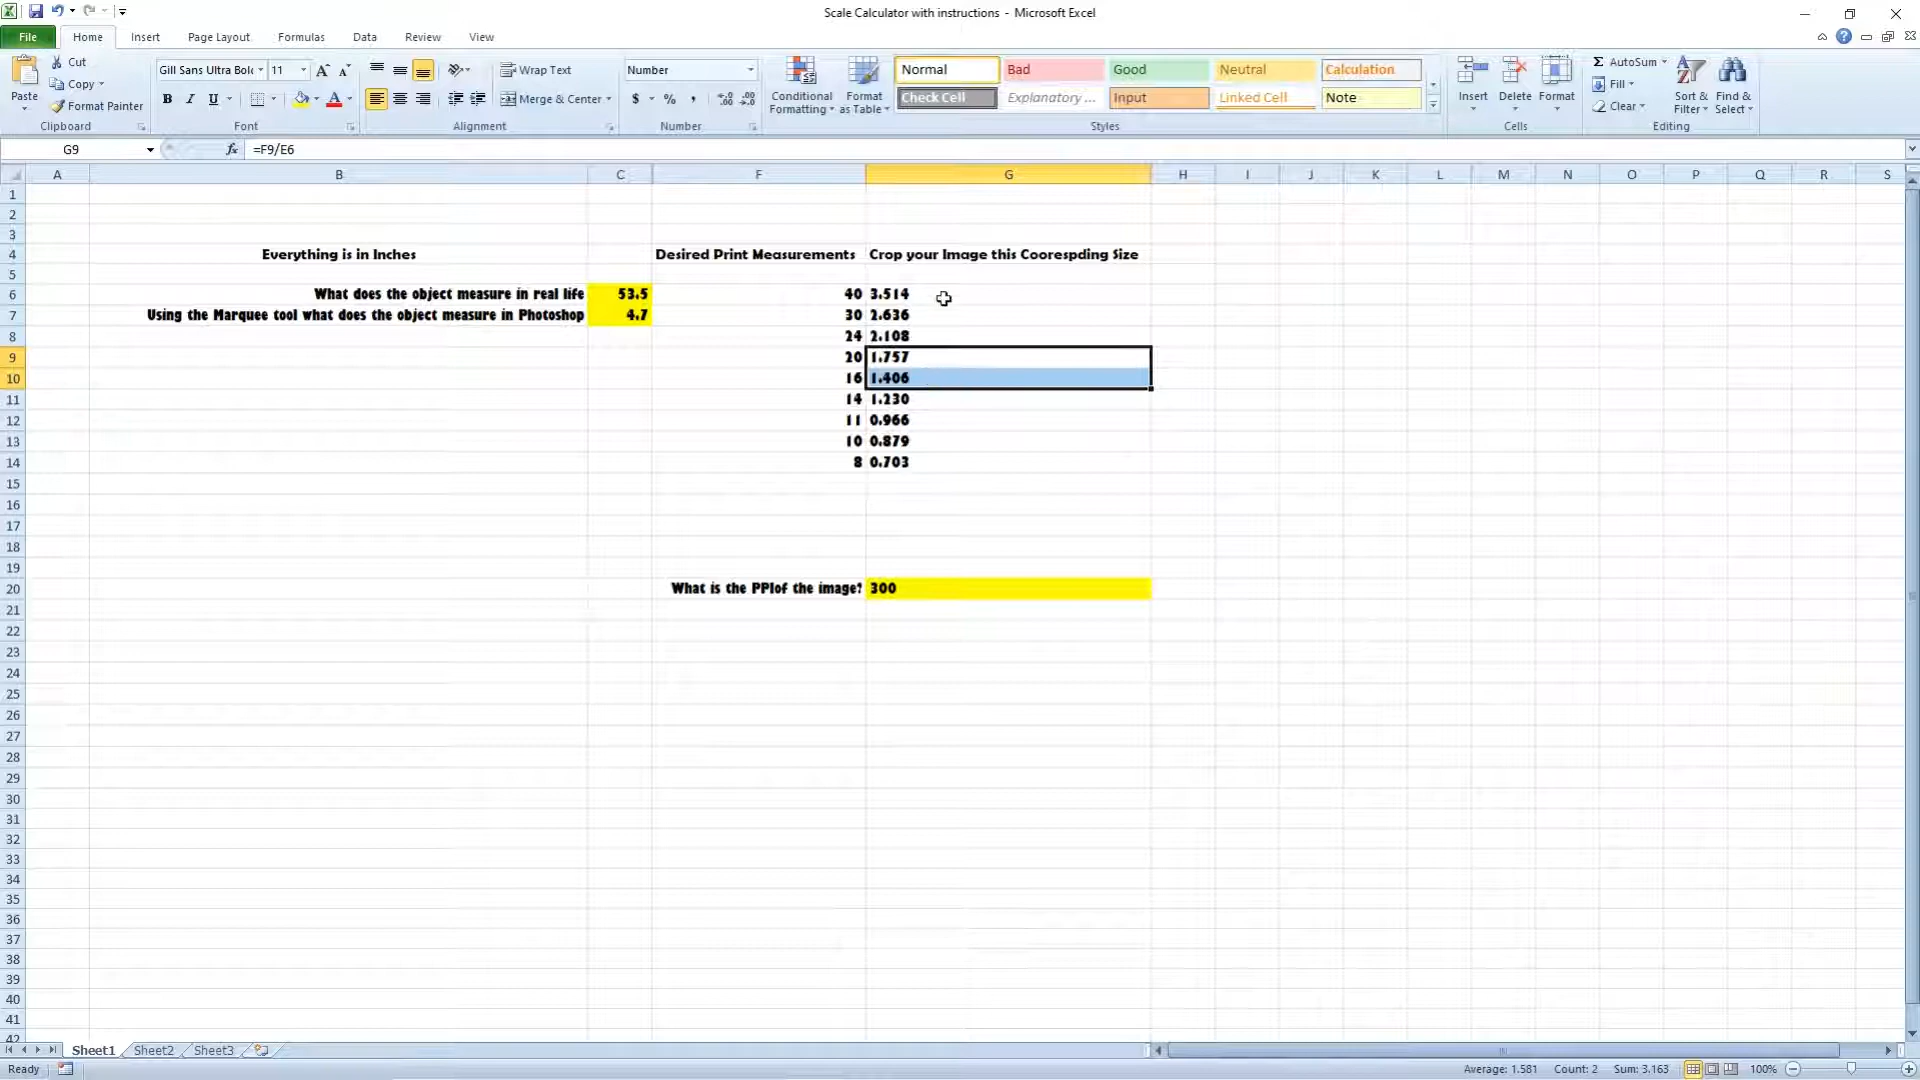 Scale Calculator with instructions - Microsoft Excel
File Home Insert Page Layout Formulas Data Review View
Cut
Copy
Format Painter
Paste
Clipboard
Gill Sans Ultra Bol 11
B I U
Font
Wrap Text
Merge & Center
Alignment
Number
$ % ,
Number
Conditional Formatting
Format as Table
Normal Bad Good Neutral Calculation
Check Cell Explanatory ... Input Linked Cell Note
Styles
Insert Delete Format
Cells
AutoSum
Fill
Clear
Sort & Filter
Find & Select
Editing
G9 fx =F9/E6
A B C F G H I J K L M N O P Q R S
1
2
3
4 Everything is in Inches Desired Print Measurements Crop your Image this Coorespding Size
5
6 What does the object measure in real life 53.5 40 3.514
7 Using the Marquee tool what does the object measure in Photoshop 4.7 30 2.636
8 24 2.108
9 20 1.757
10 16 1.406
11 14 1.230
12 11 0.966
13 10 0.879
14 8 0.703
15
16
17
18
19
20 What is the PPIof the image? 300
21
22
23
24
25
26
27
28
29
30
31
32
33
34
35
36
37
38
39
40
41
42
Sheet1 Sheet2 Sheet3
Ready Average: 1.581 Count: 2 Sum: 3.163 100%